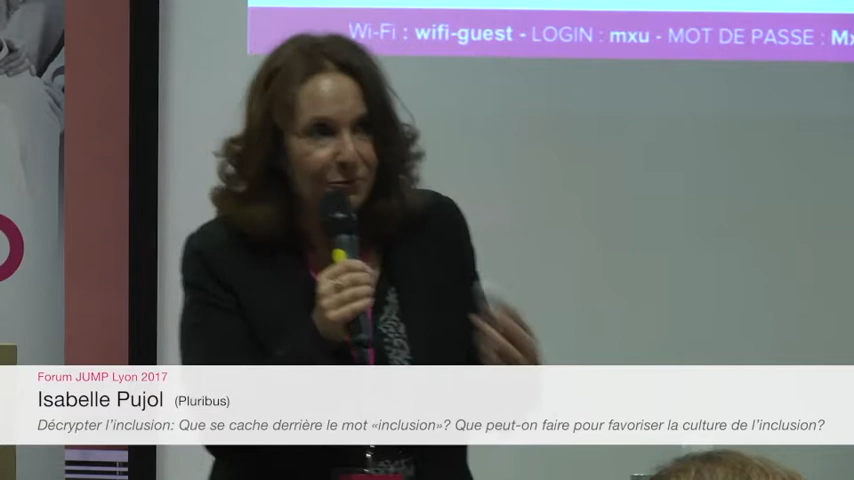 Wi-Fi : wifi-guest - LOGIN : mxu - MOT DE PASSE :
Forum JUMP Lyon 2017
Isabelle Pujol (Pluribus)
Décrypter l'inclusion: Que se cache derrière le mot «inclusion»? Que peut-on faire pour favoriser la culture de l'inclusion?